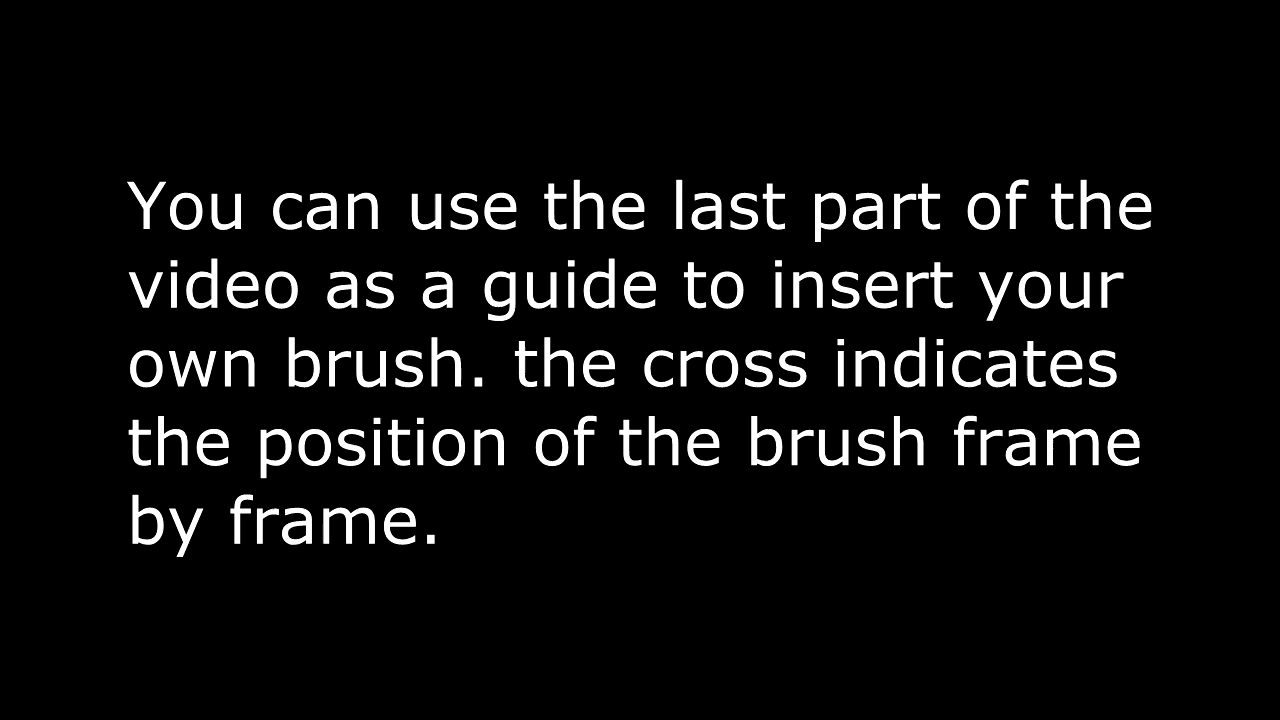 You can use the last part of the
video as a guide to insert your
own brush. the cross indicates
the position of the brush frame
by frame.